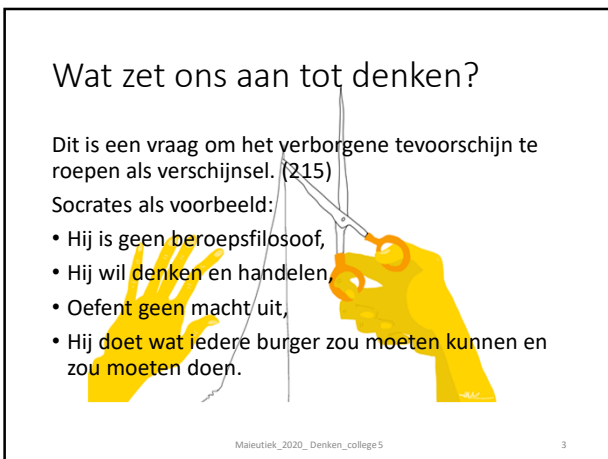 Wat zet ons aan tot denken?
Dit is een vraag om het verborgene tevoorschijn te
roepen als verschijnsel. (215)
Socrates als voorbeeld:
• Hij is geen beroepsfilosoof,
• Hij wil denken en handelen,
• Oefent geen macht uit,
• Hij doet wat iedere burger zou moeten kunnen en
zou moeten doen.
Maieutiek_2020_ Denken_college 5
3